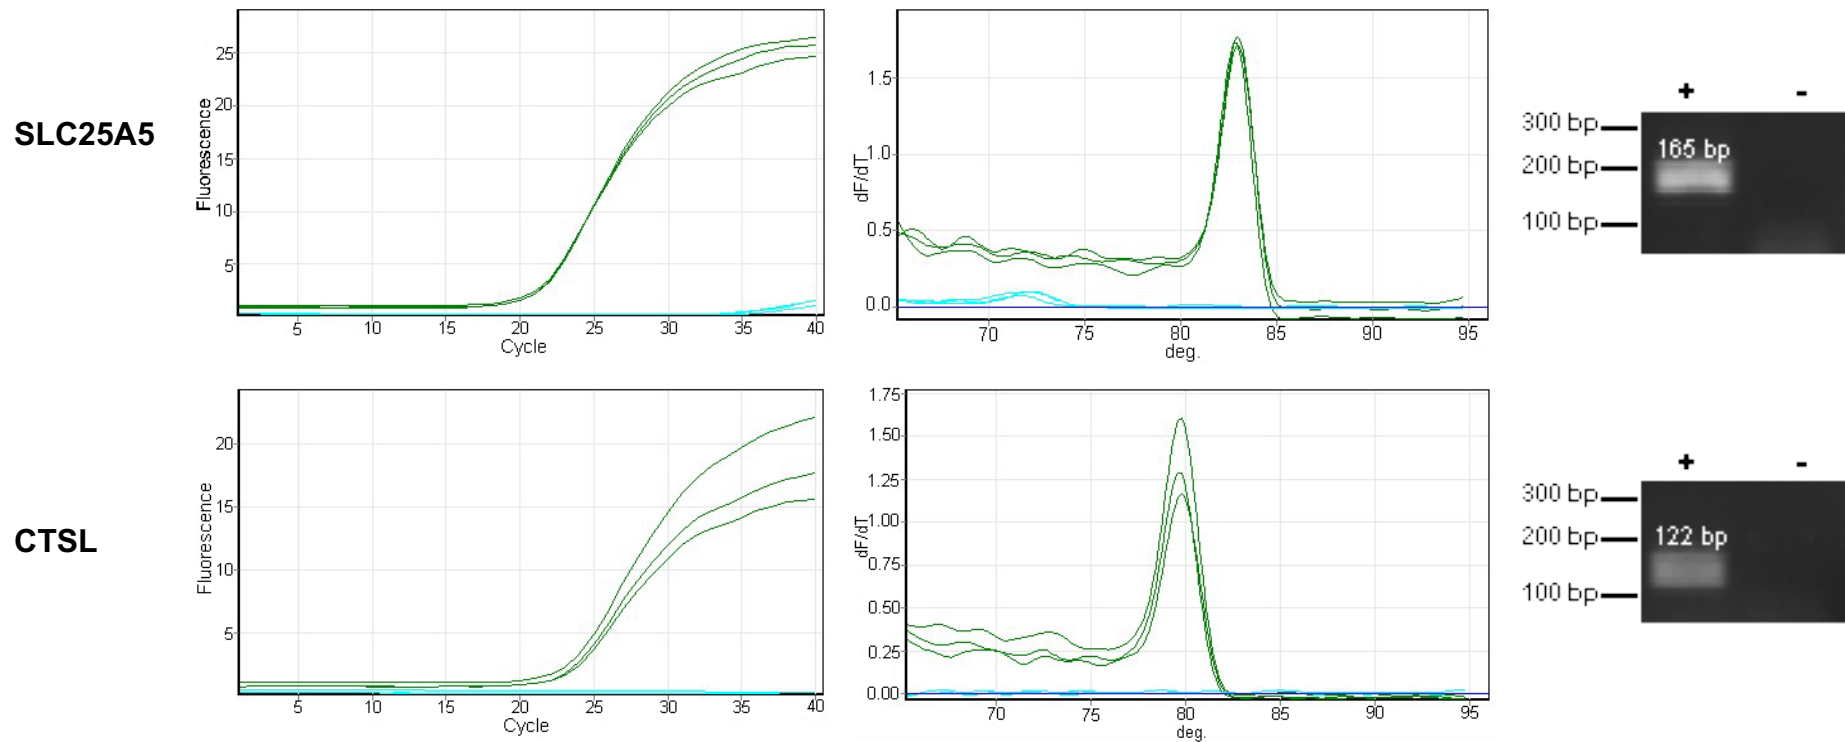 SLC25A5
Fluorescence
25
20
15
10
5
5 10 15 20 25 30 35 40
Cycle
dF/dT
1.5
1.0
0.5
0.0
70 75 80 85 90 95
deg.
+ -
300 bp
200 bp
100 bp
165 bp
CTSL
Fluorescence
20
15
10
5
5 10 15 20 25 30 35 40
Cycle
dF/dT
1.75
1.50
1.25
1.00
0.75
0.50
0.25
0.00
70 75 80 85 90 95
deg.
+ -
300 bp
200 bp
100 bp
122 bp